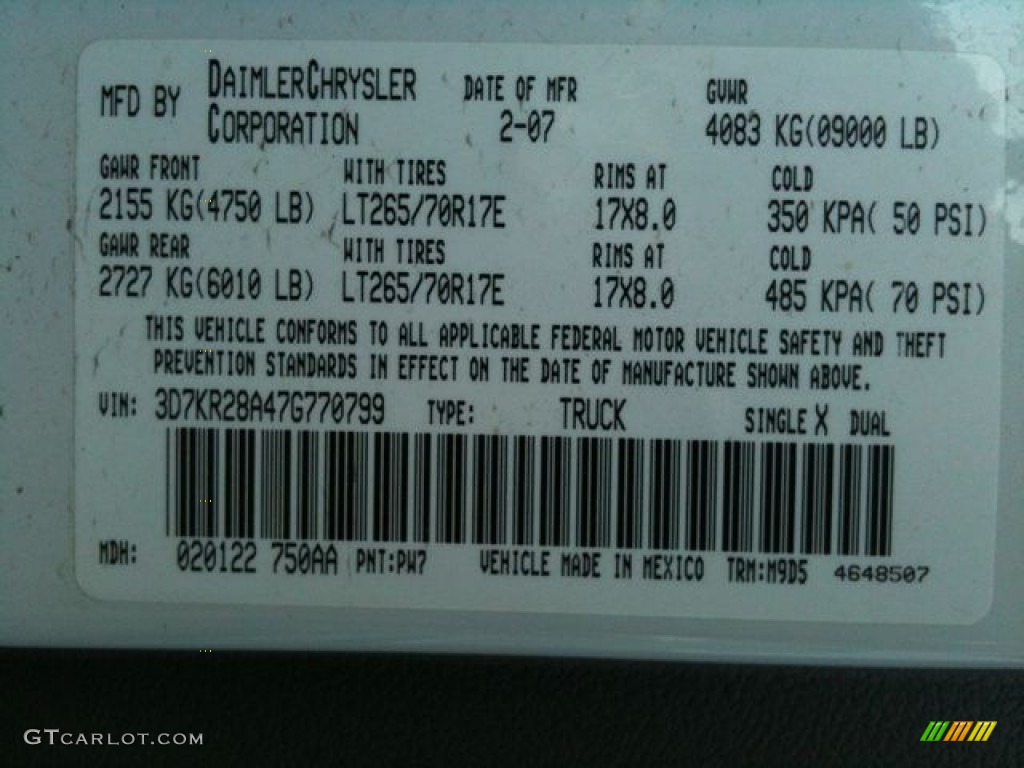 MFD BY DAIMLERCHRYSLER CORPORATION DATE OF MFR 2-07 GVWR 4083 KG(09000 LB)
GAWR FRONT WITH TIRES RIMS AT COLD
2155 KG(4750 LB) LT265/70R17E 17X8.0 350 KPA( 50 PSI)
GAWR REAR WITH TIRES RIMS AT COLD
2727 KG(6010 LB) LT265/70R17E 17X8.0 485 KPA( 70 PSI)
THIS VEHICLE CONFORMS TO ALL APPLICABLE FEDERAL MOTOR VEHICLE SAFETY AND THEFT
PREVENTION STANDARDS IN EFFECT ON THE DATE OF MANUFACTURE SHOWN ABOVE.
VIN: 3D7KR28A47G770799 TYPE: TRUCK SINGLE X DUAL
MDH: 020122 750AA PNT:PW7 VEHICLE MADE IN MEXICO TRM:M9D5 4648507
GTCARLOT.COM